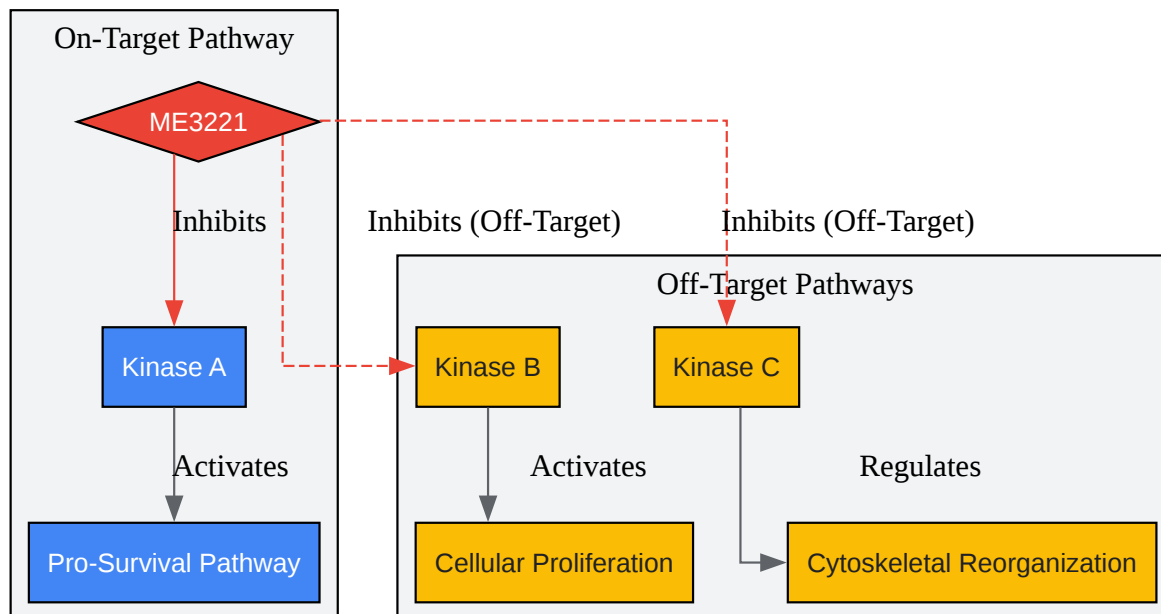 On-Target Pathway
ME3221
Inhibits
Inhibits (Off-Target)
Inhibits (Off-Target)
Off-Target Pathways
Kinase A
Kinase B
Kinase C
Activates
Activates
Regulates
Pro-Survival Pathway
Cellular Proliferation
Cytoskeletal Reorganization